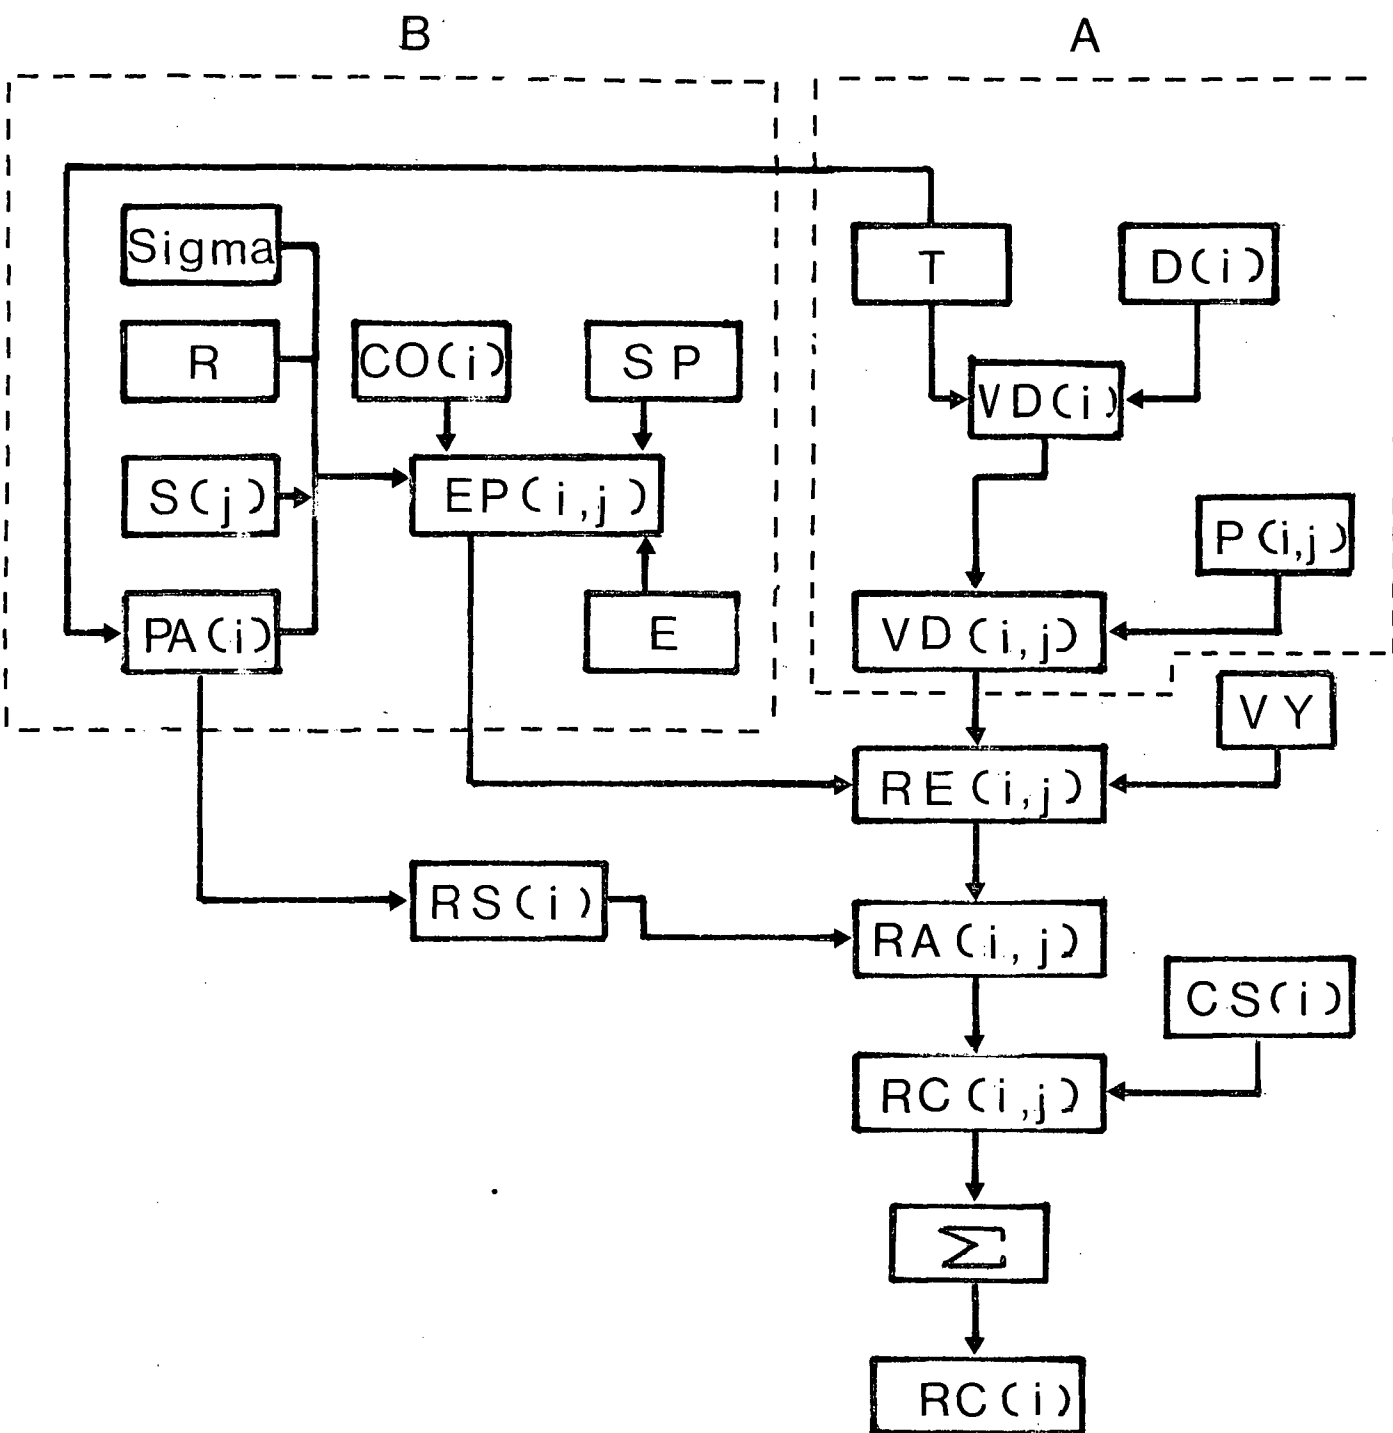 B
A
Sigma
T
D(i)
R
CO(i)
SP
VD(i)
S(j)
EP(i,j)
P(i,j)
PA(i)
E
VD(i,j)
VY
RE(i,j)
RS(i)
RA(i,j)
CS(i)
RC(i,j)
Σ
RC(i)